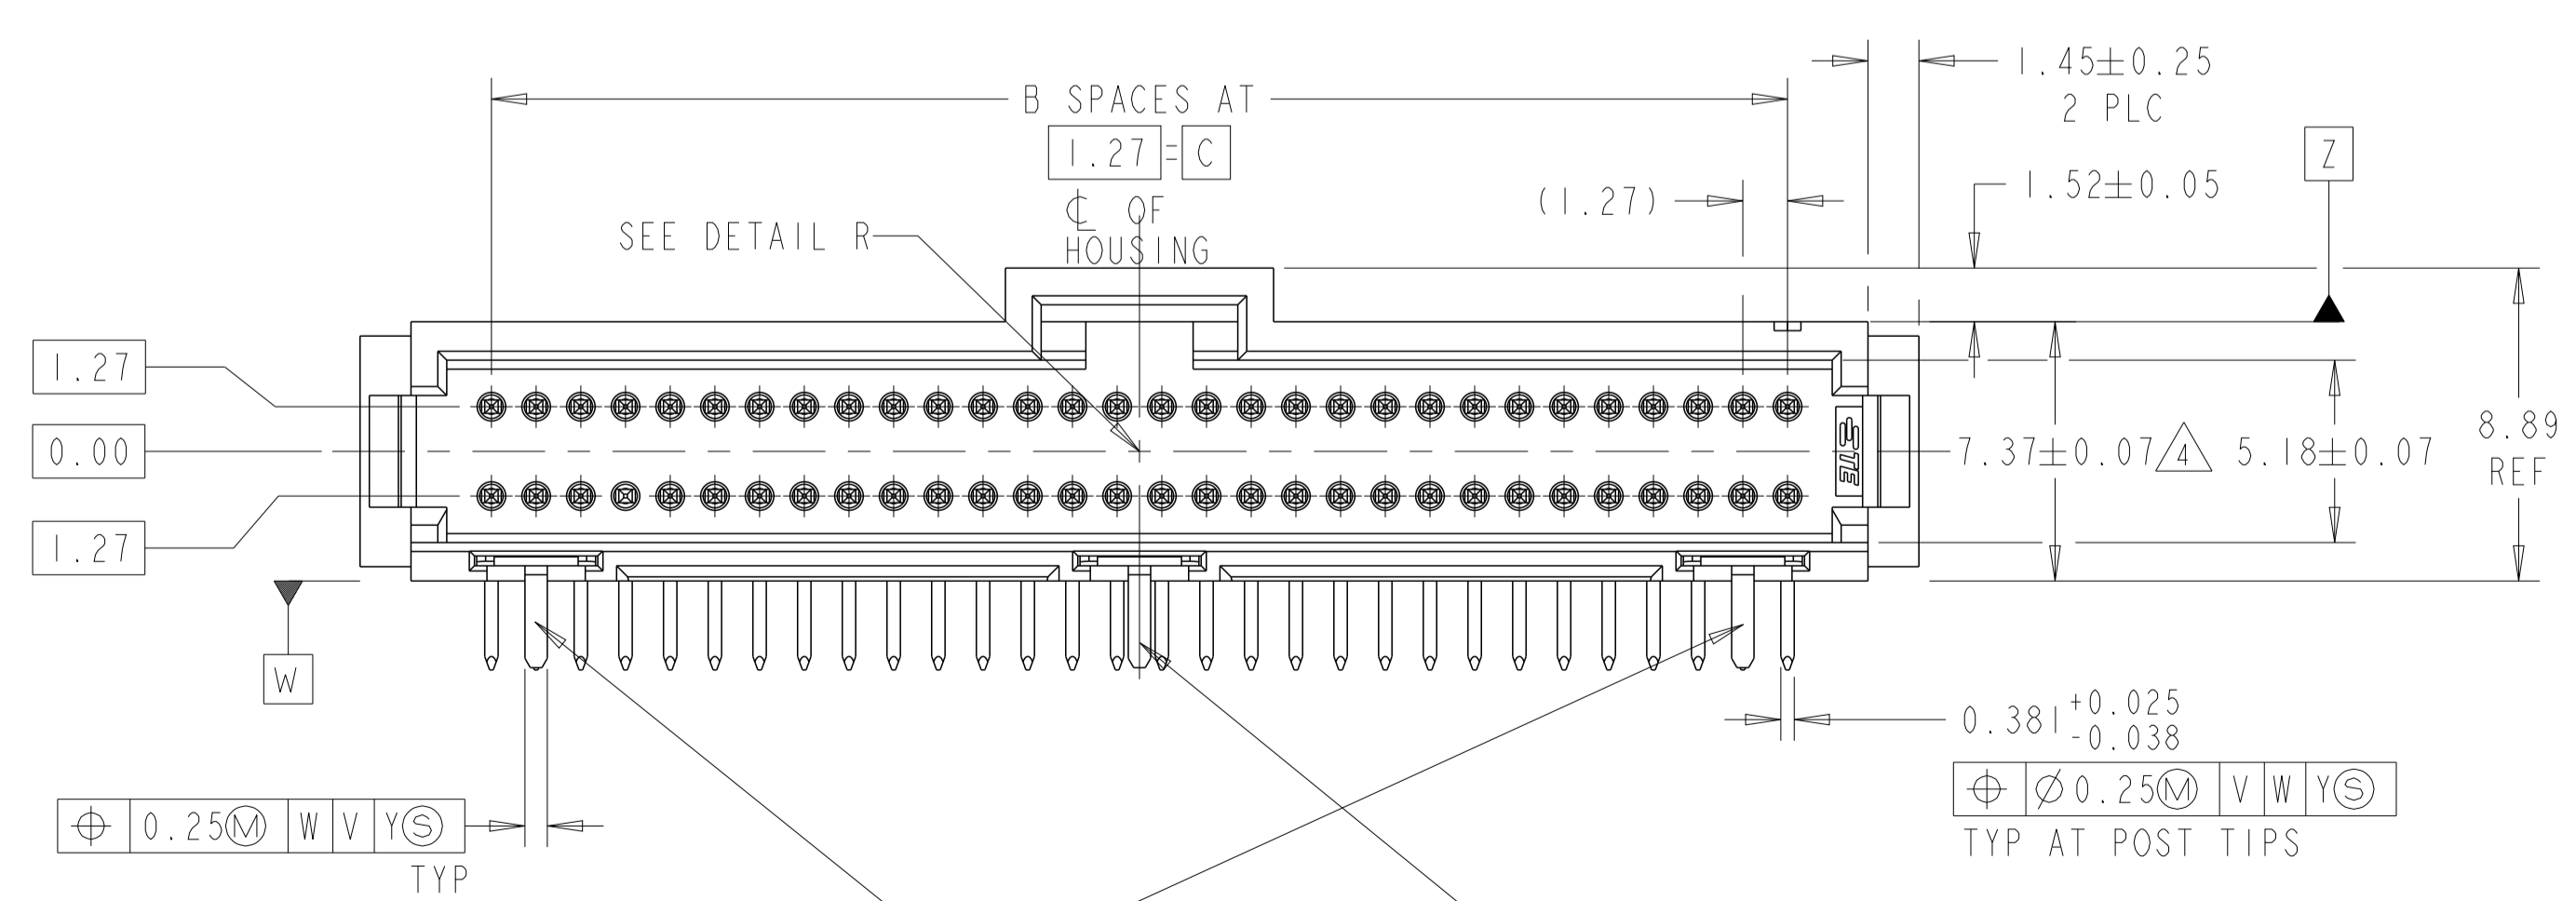 B SPACES AT
1.27 = C
℄ OF
HOUSING
SEE DETAIL R
(1.27)
1.45±0.25
2 PLC
1.52±0.05
Z
1.27
0.00
1.27
W
7.37±0.07 4 5.18±0.07
8.89
REF
TE
0.381 +0.025
-0.038
⌖ Ø0.25Ⓜ V W YⓈ
TYP AT POST TIPS
⌖ 0.25Ⓜ W V YⓈ
TYP